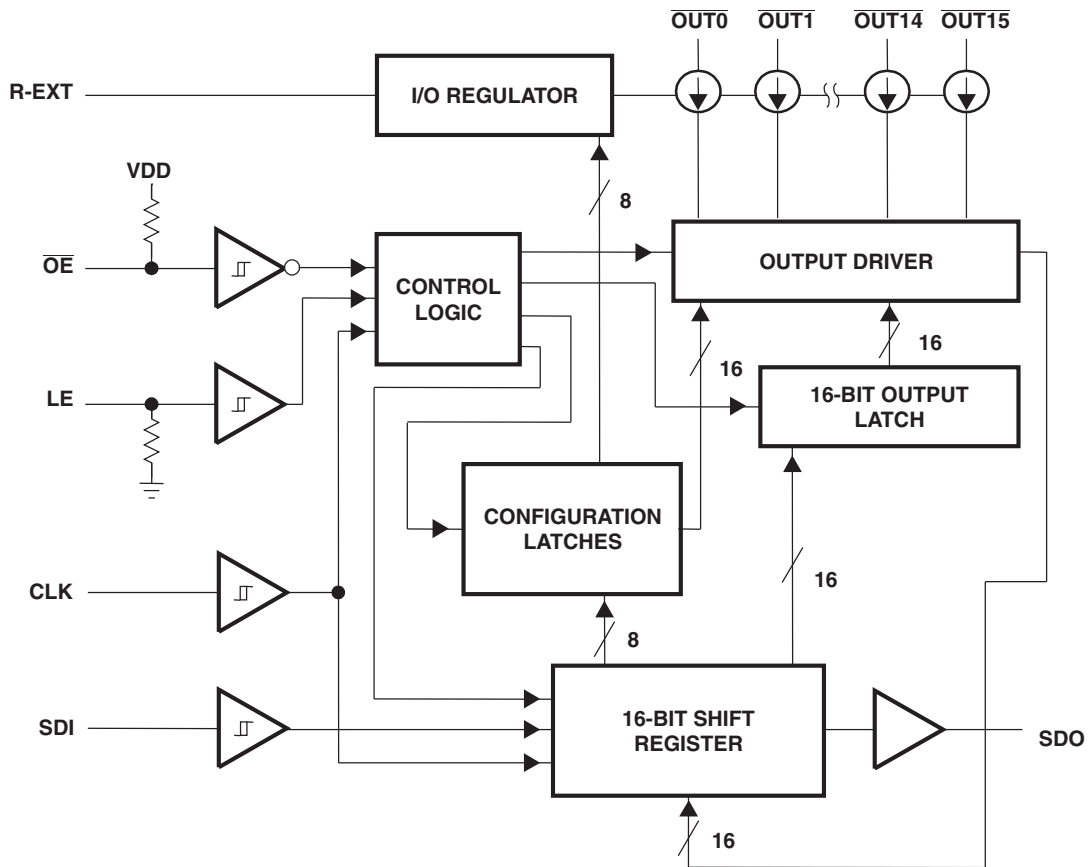 OUT0 OUT1 OUT14 OUT15
R-EXT
I/O REGULATOR
VDD
8
OE
CONTROL
LOGIC
OUTPUT DRIVER
16
16
LE
16-BIT OUTPUT
LATCH
CONFIGURATION
LATCHES
CLK
16
8
SDI
16-BIT SHIFT
REGISTER
SDO
16